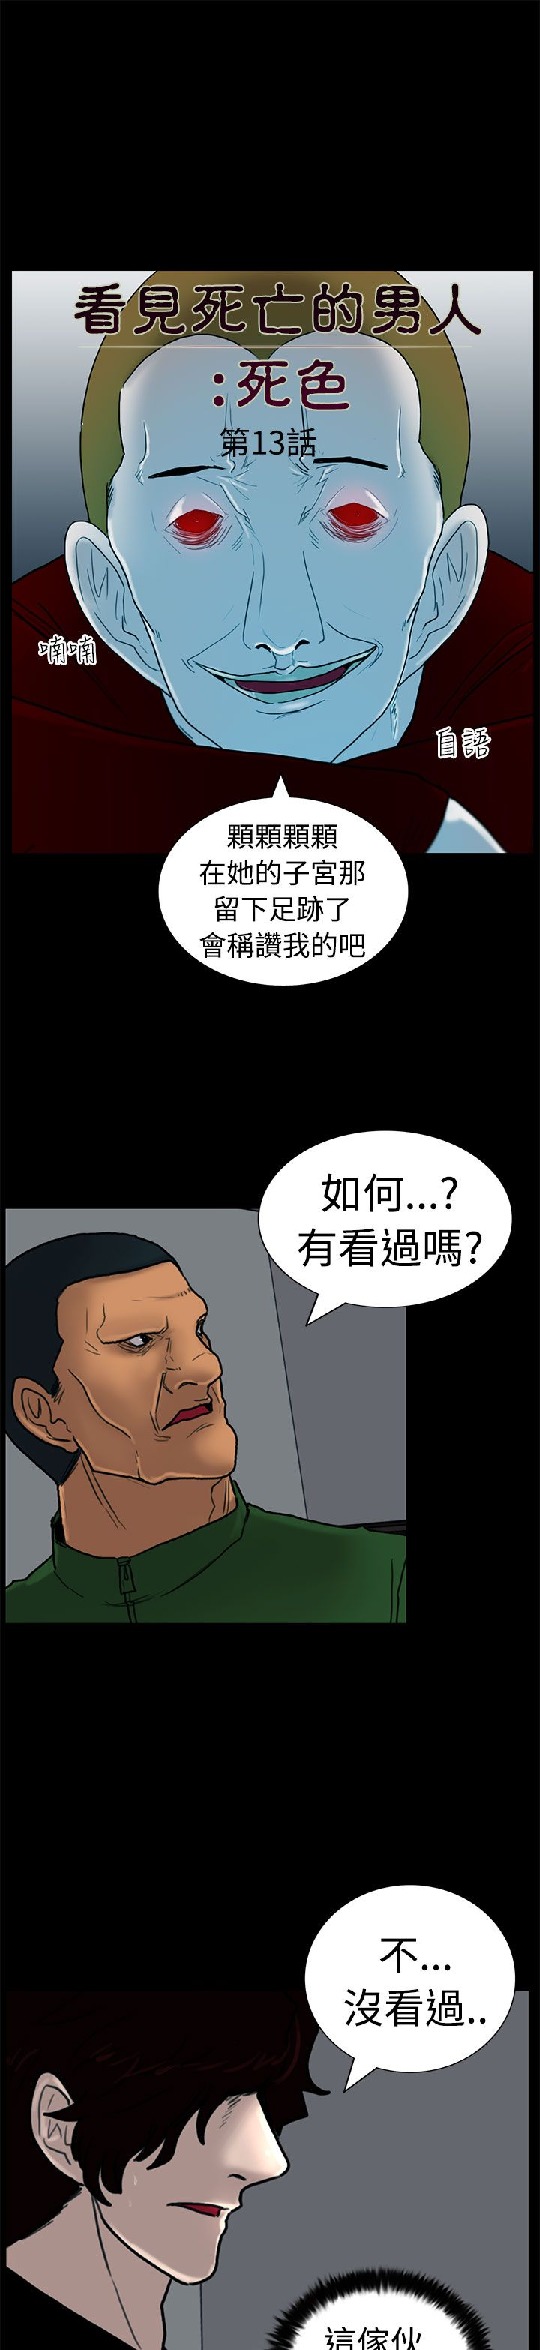 看見死亡的男人
:死色
第13話
喃喃
自語
顆顆顆顆
在她的子宮那
留下足跡了
會稱讚我的吧
如何...?
有看過嗎?
不...
沒看過..
這傢伙